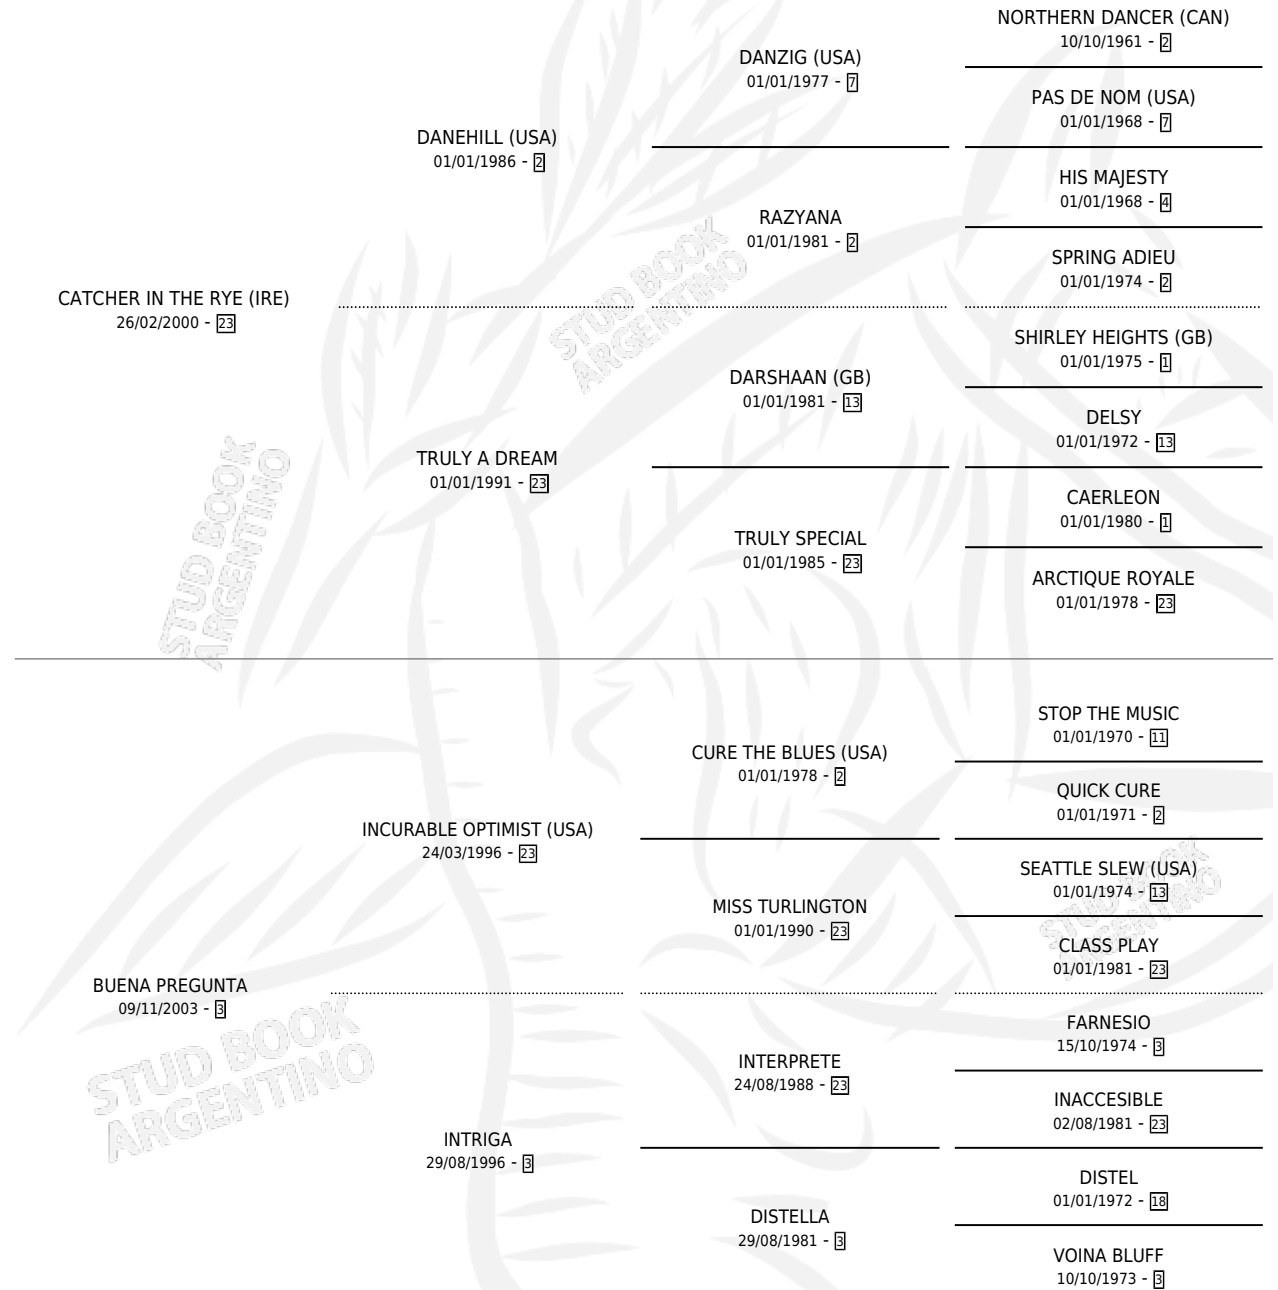 NORTHERN DANCER (CAN)
10/10/1961 - 2
DANZIG (USA)
01/01/1977 - 7
PAS DE NOM (USA)
01/01/1968 - 7
DANEHILL (USA)
01/01/1986 - 2
HIS MAJESTY
01/01/1968 - 4
RAZYANA
01/01/1981 - 2
SPRING ADIEU
01/01/1974 - 2
CATCHER IN THE RYE (IRE)
26/02/2000 - 23
STUD BOOK
ARGENTINO
SHIRLEY HEIGHTS (GB)
01/01/1975 - 1
DARSHAAN (GB)
01/01/1981 - 13
DELSY
01/01/1972 - 13
TRULY A DREAM
01/01/1991 - 23
CAERLEON
01/01/1980 - 1
TRULY SPECIAL
01/01/1985 - 23
ARCTIQUE ROYALE
01/01/1978 - 23
STUD BOOK
ARGENTINO
STOP THE MUSIC
01/01/1970 - 11
CURE THE BLUES (USA)
01/01/1978 - 2
QUICK CURE
01/01/1971 - 2
INCURABLE OPTIMIST (USA)
24/03/1996 - 23
SEATTLE SLEW (USA)
01/01/1974 - 13
MISS TURLINGTON
01/01/1990 - 23
STUD BOOK
ARGENTINO
CLASS PLAY
01/01/1981 - 23
BUENA PREGUNTA
09/11/2003 - 3
FARNESIO
15/10/1974 - 3
INTERPRETE
24/08/1988 - 23
INACCESIBLE
02/08/1981 - 23
STUD BOOK
ARGENTINO
INTRIGA
29/08/1996 - 3
DISTEL
01/01/1972 - 18
DISTELLA
29/08/1981 - 3
VOINA BLUFF
10/10/1973 - 3